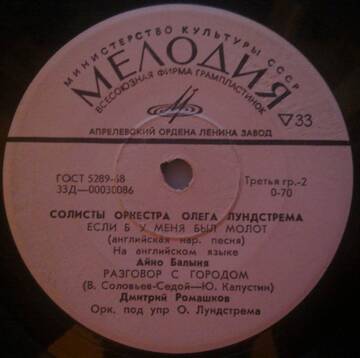 МИНИСТЕРСТВО КУЛЬТУРЫ СССР
МЕЛОДИЯ
ВСЕСОЮЗНАЯ ФИРМА ГРАМПЛАСТИНОК
33
АПРЕЛЕВСКИЙ ОРДЕНА ЛЕНИНА ЗАВОД
ГОСТ 5289-68
33Д—00030086
Третья гр.-2
0-70
СОЛИСТЫ ОРКЕСТРА ОЛЕГА ЛУНДСТРЕМА
ЕСЛИ Б У МЕНЯ БЫЛ МОЛОТ
(английская нар. песня)
На английском языке
Айно Балыня
РАЗГОВОР С ГОРОДОМ
(В. Соловьев-Седой—Ю. Капустин)
Дмитрий Ромашков
Орк. под упр О. Лундстрема